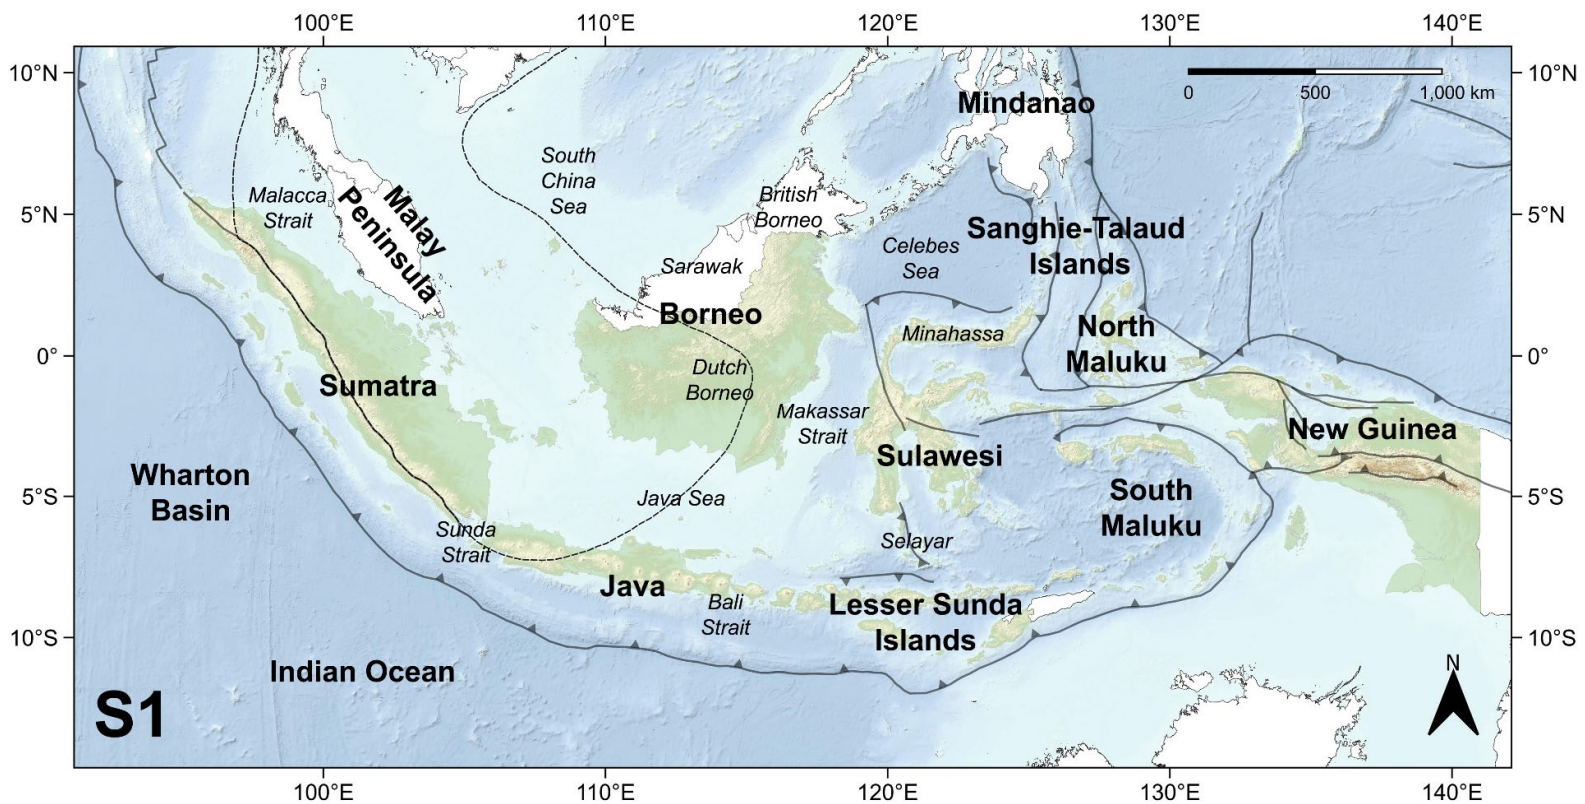 100°E
110°E
120°E
130°E
140°E
10°N
10°N
Mindanao
0
500
1,000 km
South
China
Sea
Malacca
Strait
Malay
Peninsula
British
Borneo
5°N
5°N
Sanghie-Talaud
Islands
Celebes
Sea
Sarawak
Borneo
Minahassa
North
Maluku
0°
0°
Sumatra
Dutch
Borneo
Makassar
Strait
New Guinea
Sulawesi
Wharton
Basin
South
Maluku
5°S
5°S
Java Sea
Sunda
Strait
Selayar
Java
Bali
Strait
Lesser Sunda
Islands
10°S
10°S
Indian Ocean
N
S1
100°E
110°E
120°E
130°E
140°E